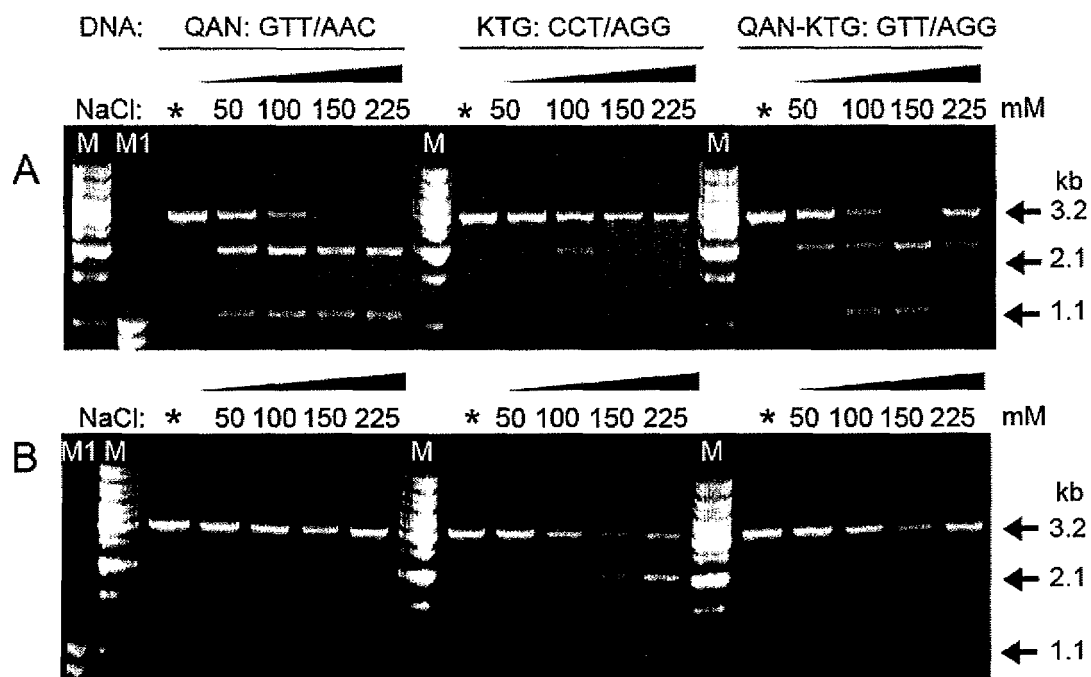 DNA: QAN: GTT/AAC KTG: CCT/AGG QAN-KTG: GTT/AGG
NaCl: * 50 100 150 225 * 50 100 150 225 * 50 100 150 225 mM
A M M1 M M kb
3.2
2.1
1.1
NaCl: * 50 100 150 225 * 50 100 150 225 * 50 100 150 225 mM
B M1 M M M kb
3.2
2.1
1.1